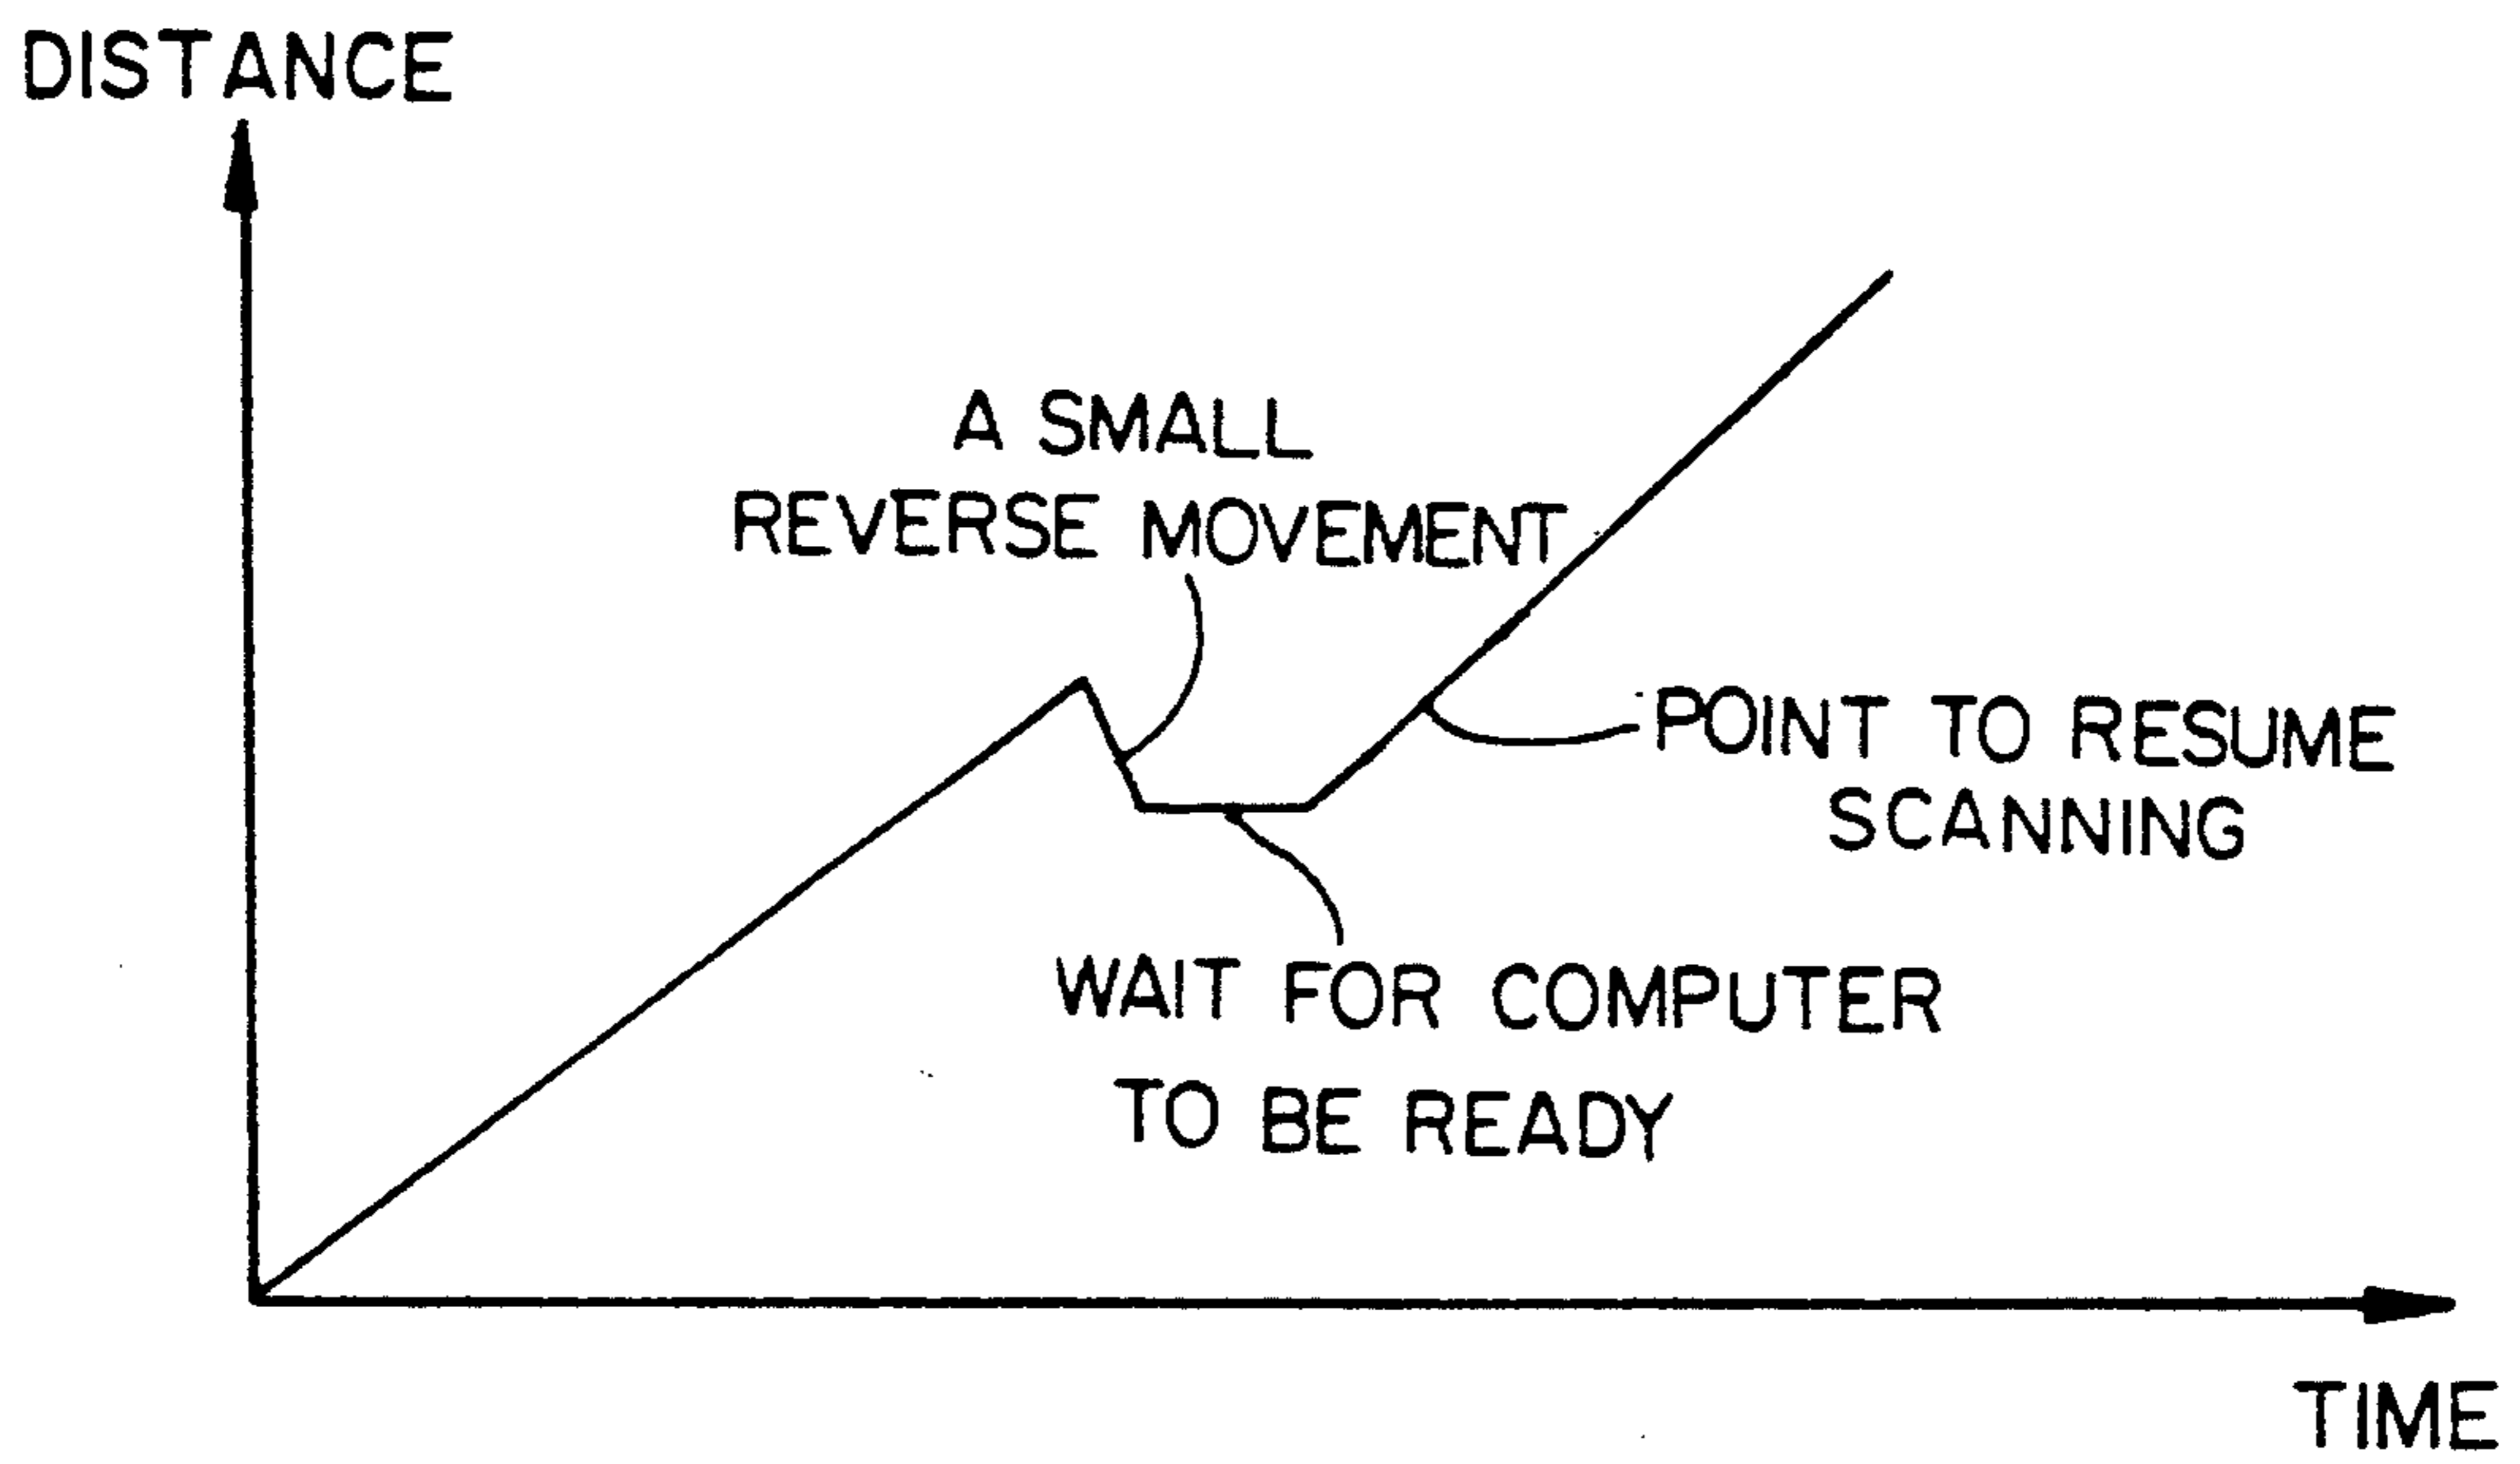 DISTANCE
A SMALL
REVERSE MOVEMENT
POINT TO RESUME
SCANNING
WAIT FOR COMPUTER
TO BE READY
TIME